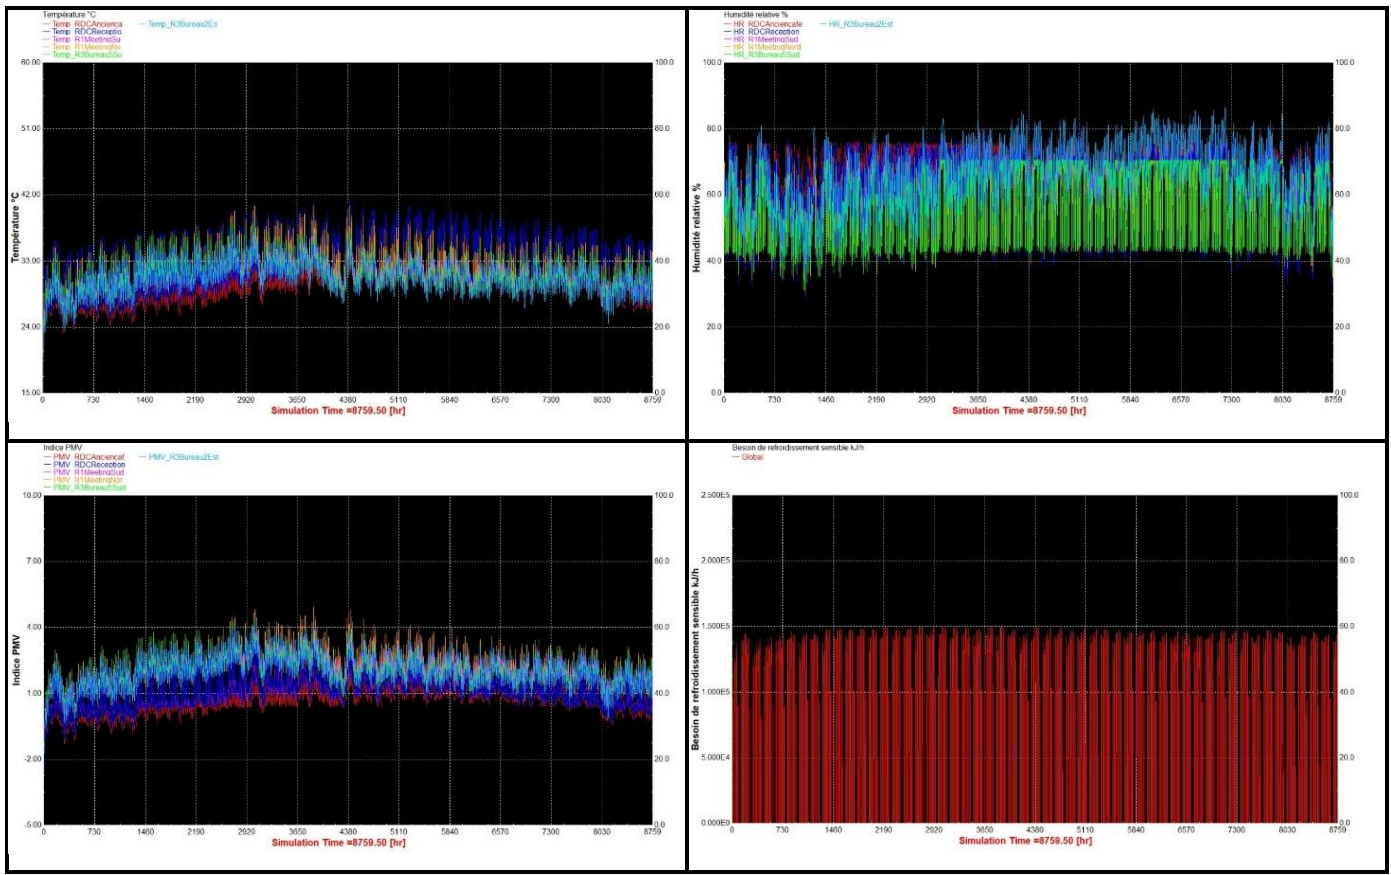 Température °C
Temp_RDCAncienca
Temp_R3Bureau2Es
Temp_RDCReceptio
Temp_R1MeetingSu
Temp_R1MeetingNo
Temp_R3Bureau5Su
60.00
51.00
42.00
33.00
24.00
15.00
Température °C
100.0
80.0
60.0
40.0
20.0
0.0
0 730 1460 2190 2920 3650 4380 5110 5840 6570 7300 8030 8759
Simulation Time =8759.50 [hr]
Humidité relative %
HR_RDCAnciencafe
HR_R3Bureau2Est
HR_RDCReception
HR_R1MeetingSud
HR_R1MeetingNord
HR_R3Bureau5Sud
100.0
80.0
60.0
40.0
20.0
0.0
Humidité relative %
100.0
80.0
60.0
40.0
20.0
0.0
0 730 1460 2190 2920 3650 4380 5110 5840 6570 7300 8030 8759
Simulation Time =8759.50 [hr]
Indice PMV
PMV_RDCAnciencaf
PMV_R3Bureau2Est
PMV_RDCReception
PMV_R1MeetingSud
PMV_R1MeetingNor
PMV_R3Bureau5Sud
10.00
7.00
4.00
1.00
-2.00
-5.00
Indice PMV
100.0
80.0
60.0
40.0
20.0
0.0
0 730 1460 2190 2920 3650 4380 5110 5840 6570 7300 8030 8759
Simulation Time =8759.50 [hr]
Besoin de refroidissement sensible kJ/h
Global
2.500E5
2.000E5
1.500E5
1.000E5
5.000E4
0.000E0
Besoin de refroidissement sensible kJ/h
100.0
80.0
60.0
40.0
20.0
0.0
0 730 1460 2190 2920 3650 4380 5110 5840 6570 7300 8030 8759
Simulation Time =8759.50 [hr]